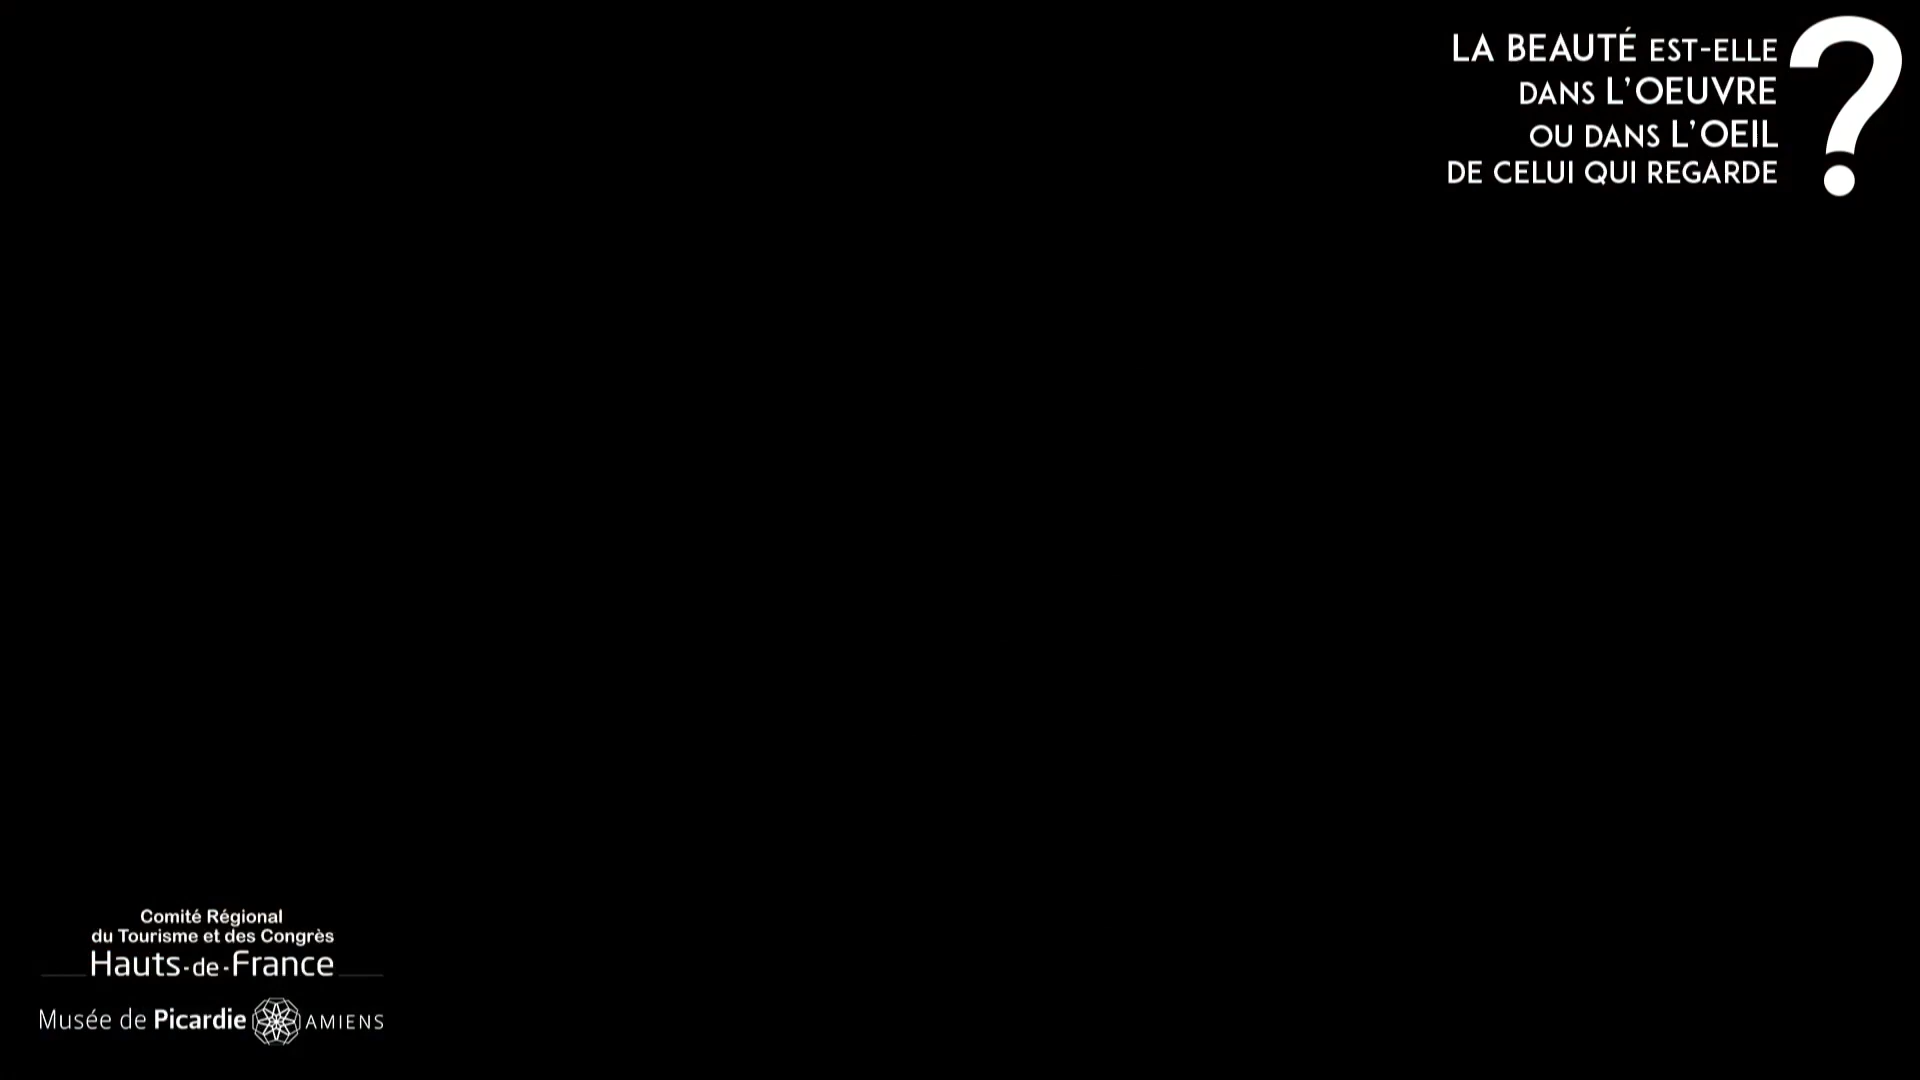 LA BEAUTÉ EST-ELLE
DANS L'OEUVRE
OU DANS L'OEIL
DE CELUI QUI REGARDE
?
Comité Régional
du Tourisme et des Congrès
Hauts-de-France
Musée de Picardie AMIENS